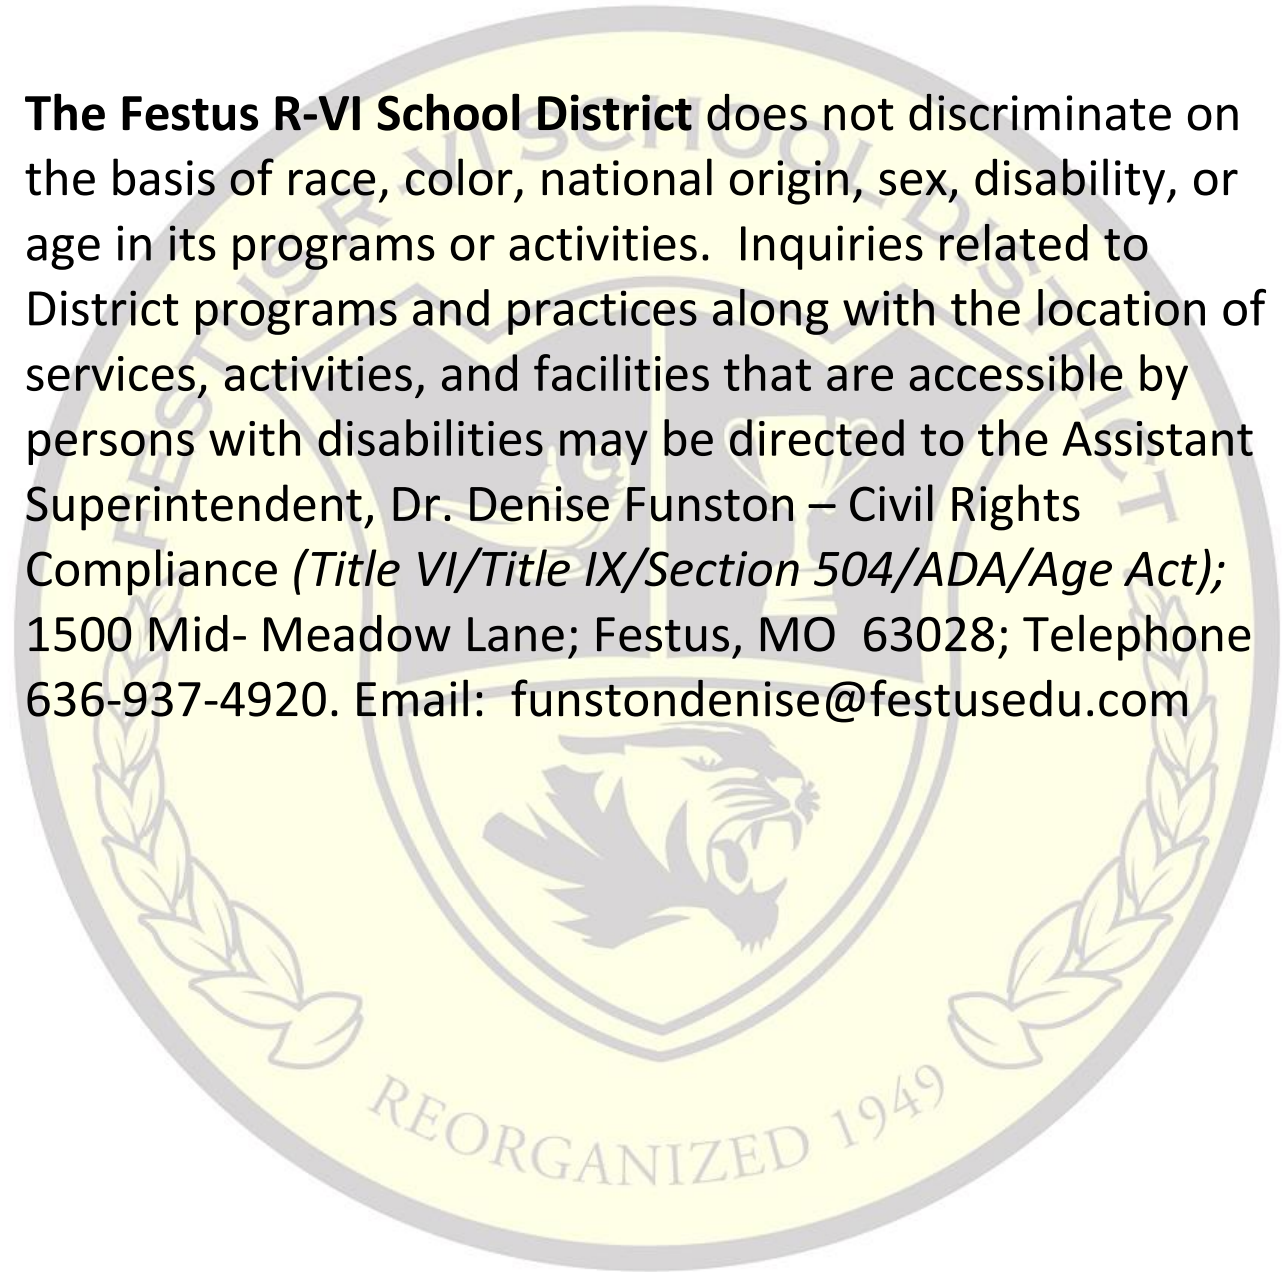 The Festus R-VI School District does not discriminate on
the basis of race, color, national origin, sex, disability, or
age in its programs or activities.  Inquiries related to
District programs and practices along with the location of
services, activities, and facilities that are accessible by
persons with disabilities may be directed to the Assistant
Superintendent, Dr. Denise Funston – Civil Rights
Compliance (Title VI/Title IX/Section 504/ADA/Age Act);
1500 Mid- Meadow Lane; Festus, MO  63028; Telephone
636-937-4920. Email:  funstondenise@festusedu.com
FESTUS R-VI SCHOOL DISTRICT
REORGANIZED 1949